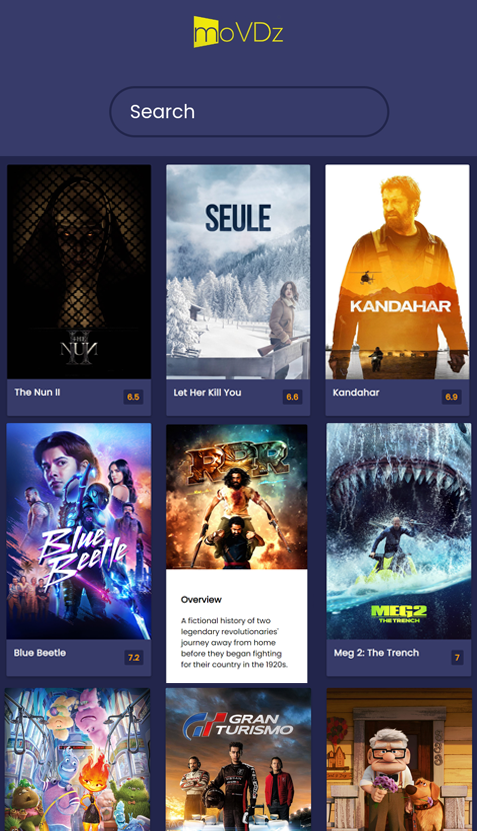 moVDz
Search
SEULE
KANDAHAR
THE
NUN
II
The Nun II
6.5
Let Her Kill You
6.6
Kandahar
6.9
Blue
Beetle
RRR
MEG2
THE TRENCH
Overview
A fictional history of two
legendary revolutionaries'
journey away from home
before they began fighting
for their country in the 1920s.
Blue Beetle
7.2
Meg 2: The Trench
7
GRAN
TURISMO